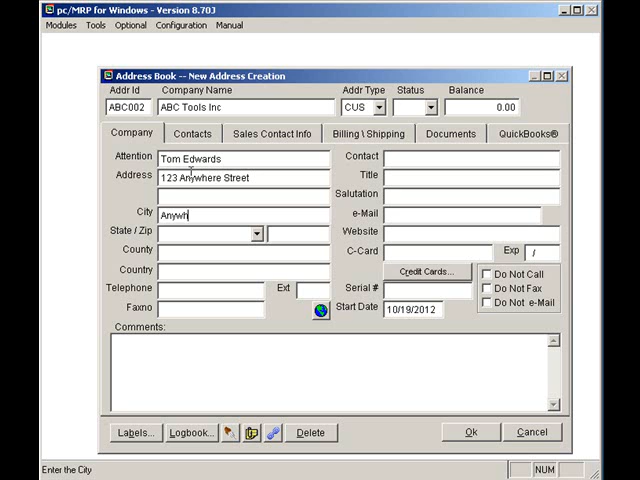 pc/MRP for Windows - Version 8.70J
Modules Tools Optional Configuration Manual
Address Book -- New Address Creation
Addr Id Company Name Addr Type Status Balance
ABC002 ABC Tools Inc CUS 0.00
Company Contacts Sales Contact Info Billing \ Shipping Documents QuickBooks®
Attention Tom Edwards Contact
Address 123 Anywhere Street Title
Salutation
City Anywh e-Mail
State / Zip Website
County C-Card Exp /
Country Credit Cards... Do Not Call
Telephone Ext Serial # Do Not Fax
Faxno Start Date 10/19/2012 Do Not e-Mail
Comments:
Labels... Logbook... Delete Ok Cancel
Enter the City NUM